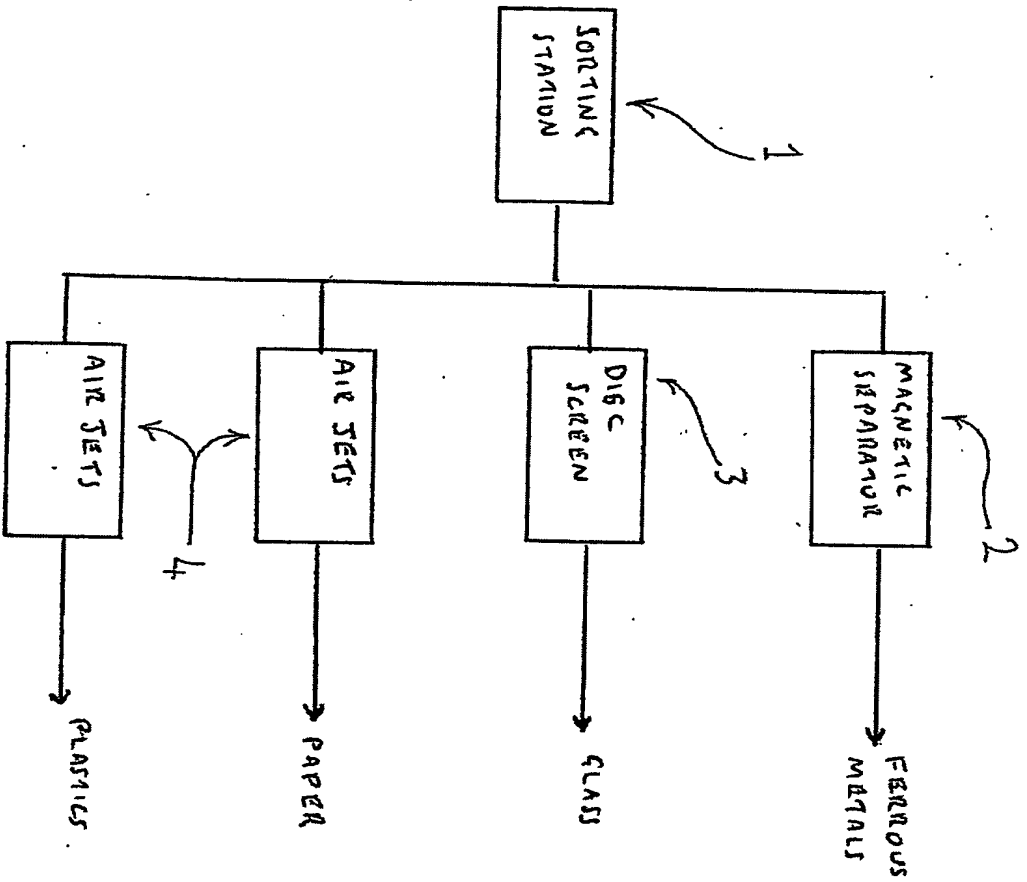 2
MAGNETIC
SEPARATOR
FERROUS
METALS
1
3
SORTING
STATION
DISC
SCREEN
GLASS
AIR JETS
PAPER
4
AIR JETS
PLASTICS